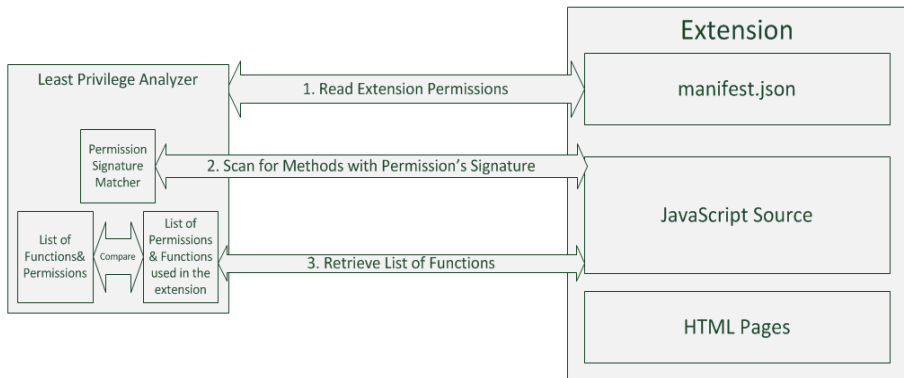 Extension
Least Privilege Analyzer
1. Read Extension Permissions
manifest.json
Permission
Signature
Matcher
2. Scan for Methods with Permission's Signature
JavaScript Source
List of
Functions&
Permissions
Compare
List of
Permissions
& Functions
used in the
extension
3. Retrieve List of Functions
HTML Pages